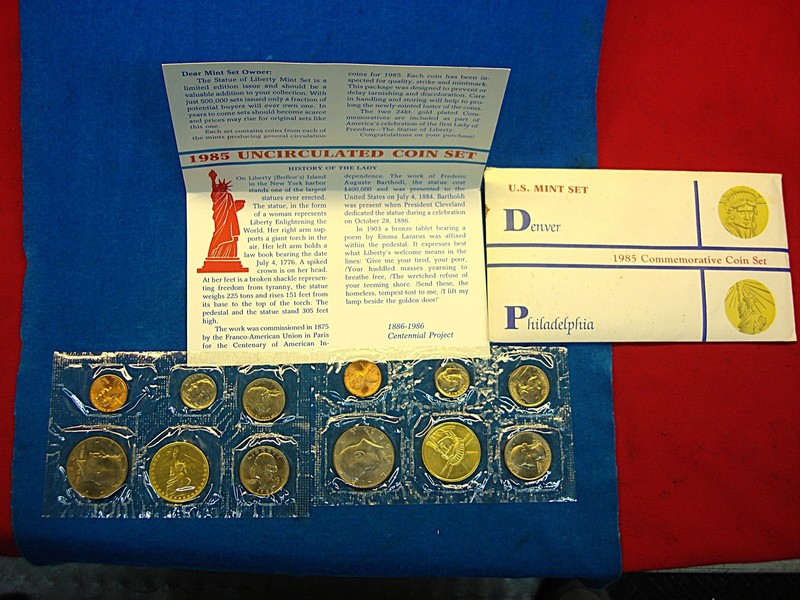 Dear Mint Set Owner;
The Statue of Liberty Mint Set is a
limited edition issue and should be a
valuable addition to your collection. With
just 500,000 sets issued only a fraction of
potential buyers will ever own one. In
years to come sets should become scarce
and prices may rise for original sets like
this one.
Each set contains coins from each of
the mints producing general circulation
coins for 1985. Each coin has been in-
spected for quality, strike and mintmark.
This package was designed to prevent or
delay tarnishing and discoloration. Care
in handling and storing will help to pro-
long the newly-minted luster of the coins.
The two 24kt. gold plated Com-
memoratives are included as part of
America's celebration of the first Lady of
Freedom—The Statue of Liberty.
Congratulations on your purchase!
1985 UNCIRCULATED COIN SET
HISTORY OF THE LADY
On Liberty (Bedloe's) Island
in the New York harbor
stands one of the largest
statues ever erected.
The statue, in the form
of a woman represents
Liberty Enlightening the
World. Her right arm sup-
ports a giant torch in the
air. Her left arm holds a
law book bearing the date
July 4, 1776. A spiked
crown is on her head.
At her feet is a broken shackle represen-
ting freedom from tyranny, the statue
weighs 225 tons and rises 151 feet from
its base to the top of the torch. The
pedestal and the statue stand 305 feet
high.
The work was commissioned in 1875
by the Franco-American Union in Paris
for the Centenary of American In-
dependence. The work of Frederic
Auguste Barthodi, the statue cost
$400,000 and was presented to the
United States on July 4, 1884. Bartholdi
was present when President Cleveland
dedicated the statue during a celebration
on October 28, 1886.
In 1903 a bronze tablet bearing a
poem by Emma Lazarus was affixed
within the pedestal. It expresses best
what Liberty's welcome means in the
lines: 'Give me your tired, your poor,
/Your huddled masses yearning to
breathe free, /The wretched refuse of
your teeming shore. /Send these, the
homeless, tempest-tost to me, /I lift my
lamp beside the golden door!'
1886-1986
Centennial Project
U.S. MINT SET
Denver
1985 Commemorative Coin Set
Philadelphia